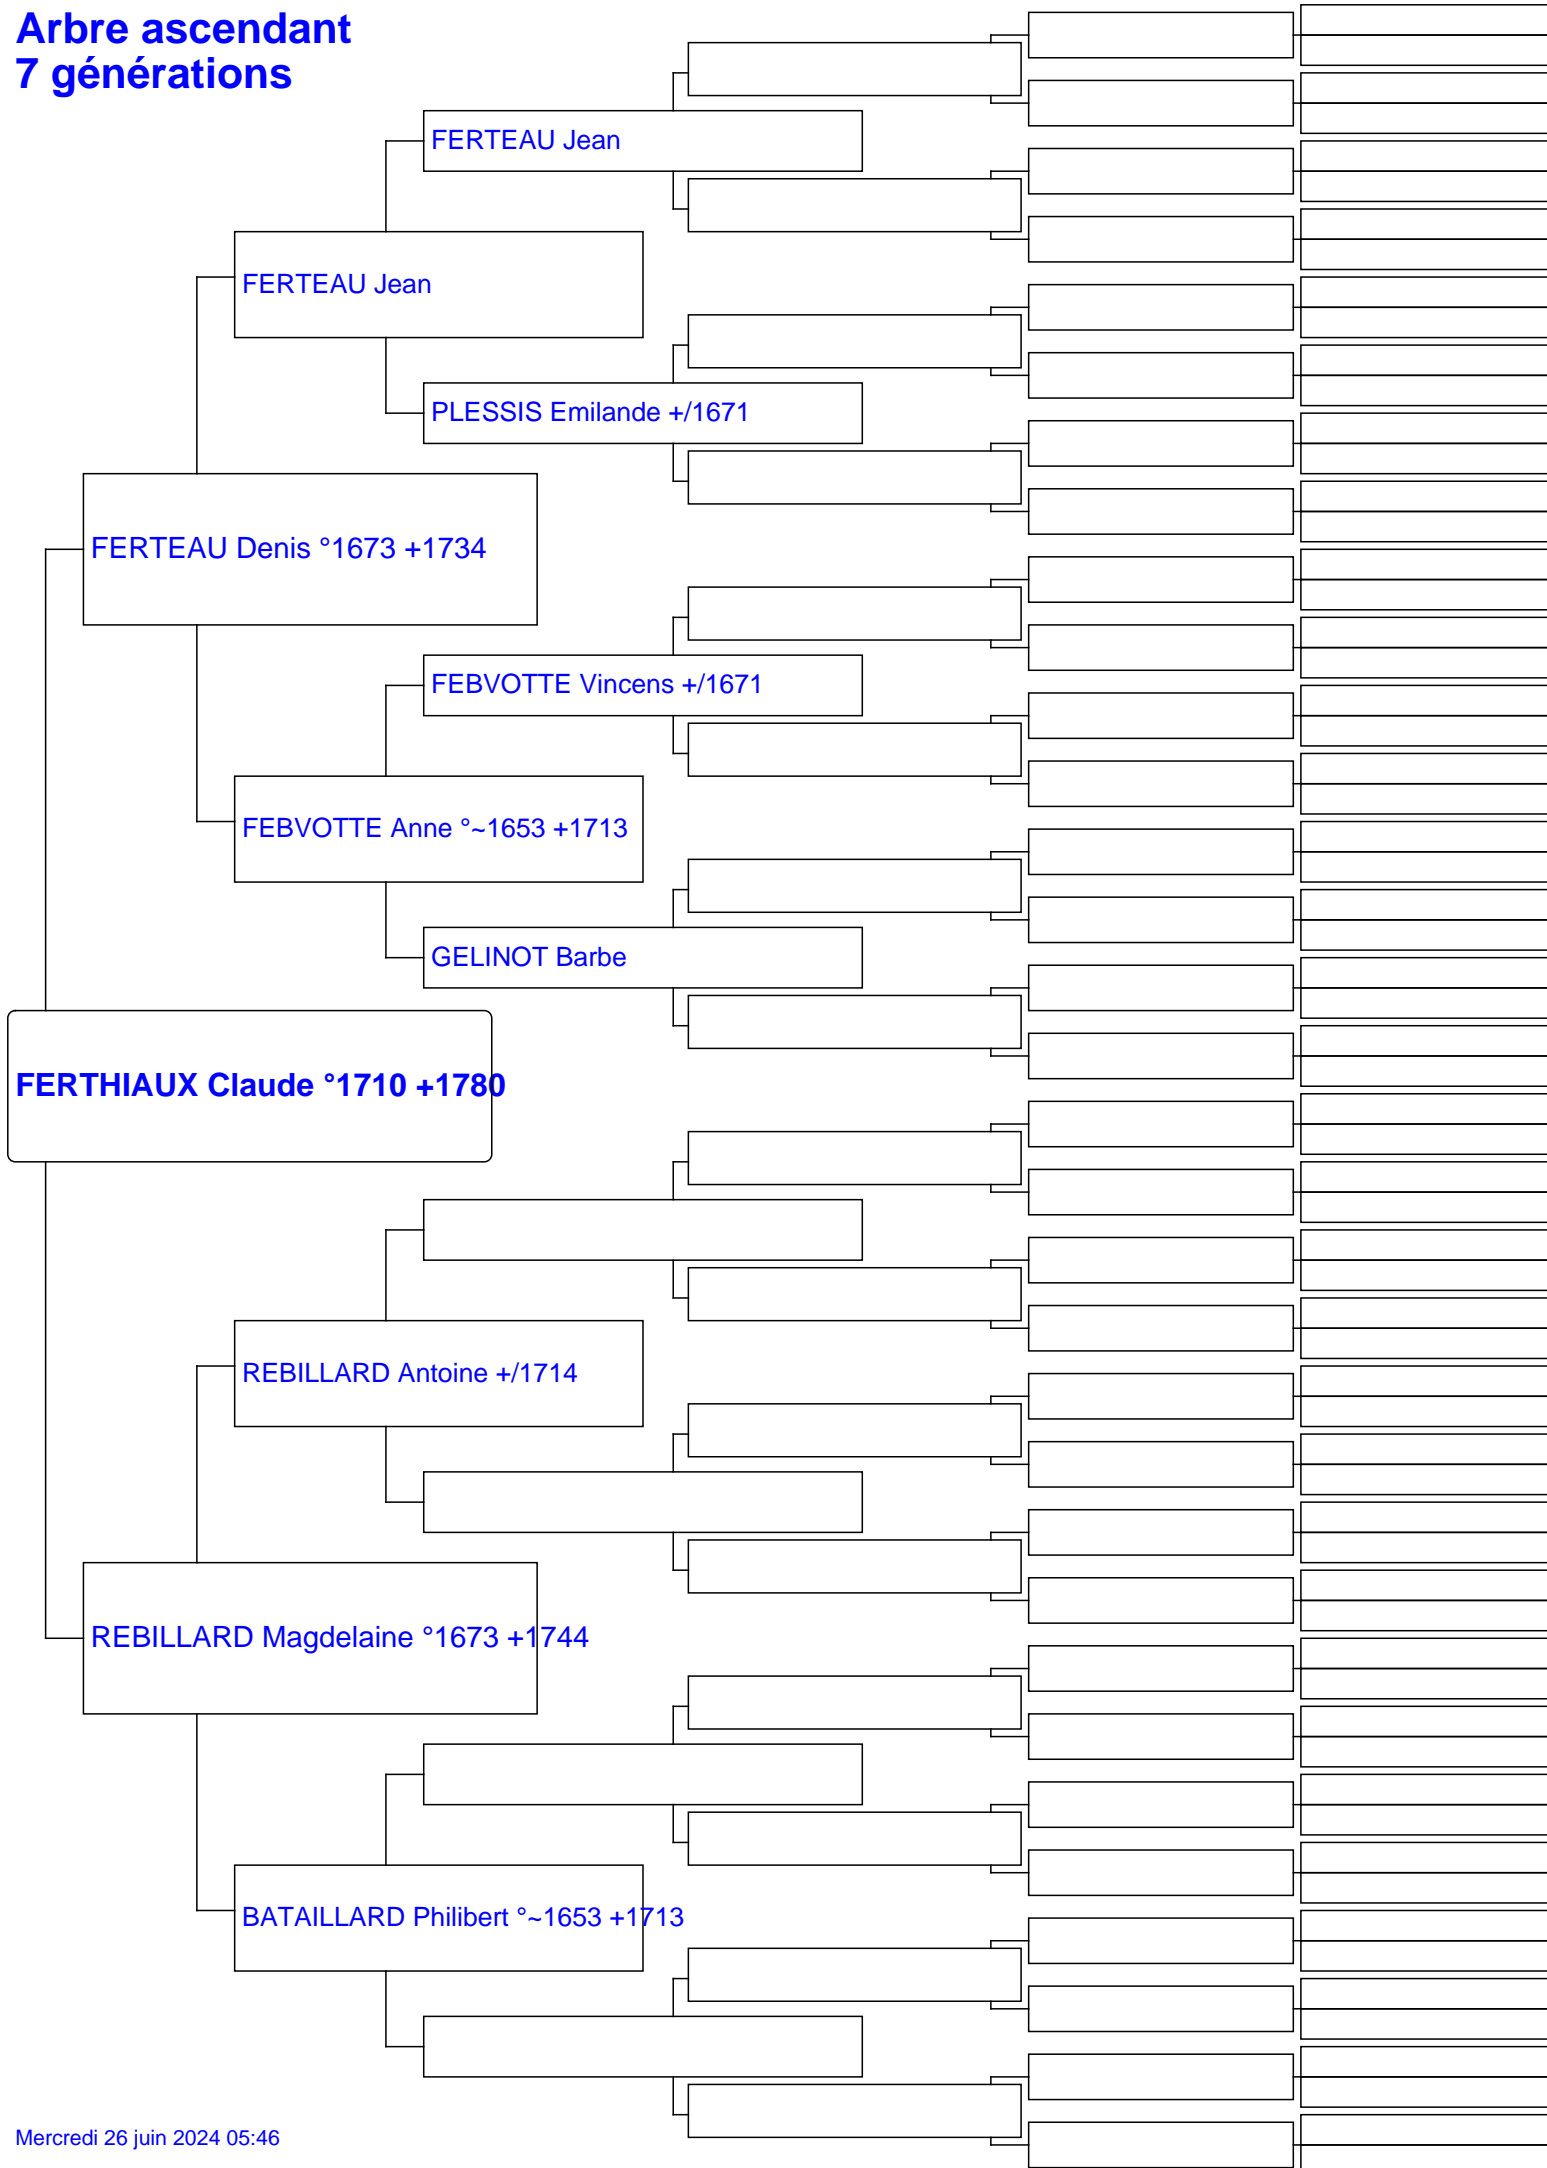 Arbre ascendant
7 générations
FERTEAU Jean
FERTEAU Jean
PLESSIS Emilande +/1671
FERTEAU Denis °1673 +1734
FEBVOTTE Vincens +/1671
FEBVOTTE Anne °~1653 +1713
GELINOT Barbe
FERTHIAUX Claude °1710 +1780
REBILLARD Antoine +/1714
REBILLARD Magdelaine °1673 +1744
BATAILLARD Philibert °~1653 +1713
Mercredi 26 juin 2024 05:46